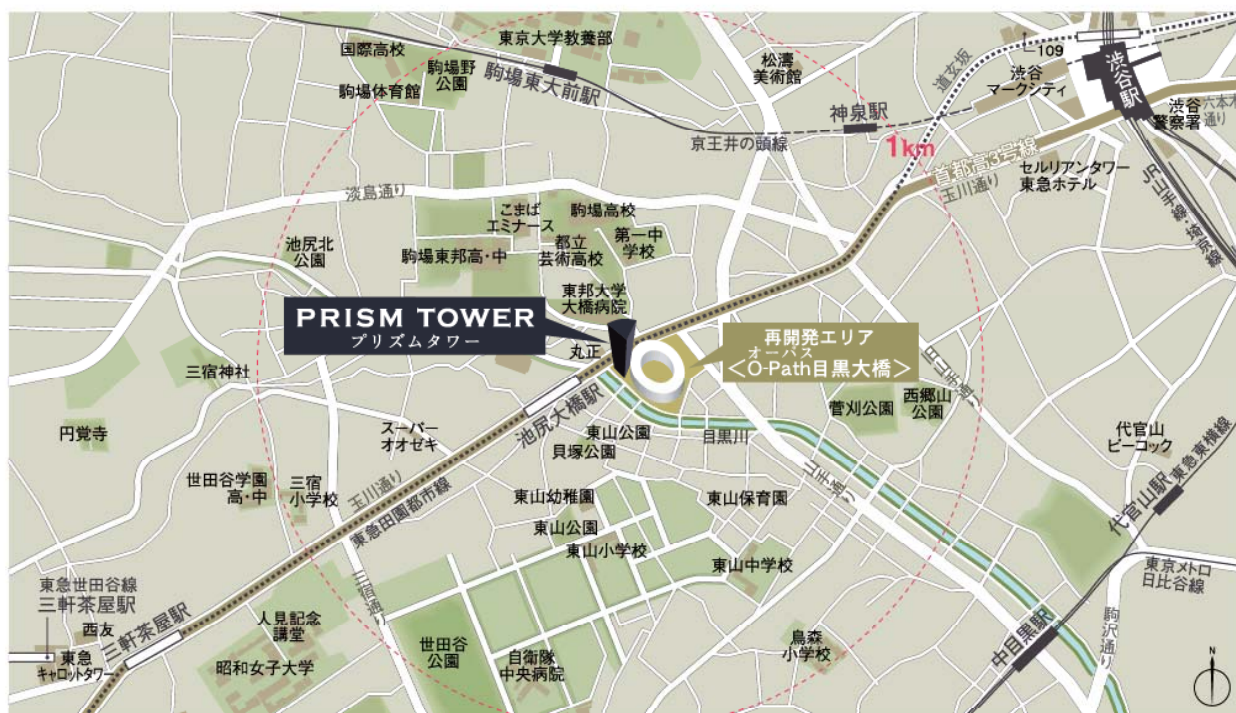 東京大学教養部
国際高校
109
駒場野
公園
松濤
美術館
道玄坂
渋谷
マークシティ
渋谷駅
駒場体育館
駒場東大前駅
神泉駅
渋谷
警察署
六本木
通り
京王井の頭線
1km
首都高3号線
玉川通り
セルリアンタワー
東急ホテル
JR山手線・埼京線
淡島通り
こまば
エミナース
駒場高校
第一中
学校
池尻北
公園
駒場東邦高・中
都立
芸術高校
東邦大学
大橋病院
PRISM TOWER
プリズムタワー
丸正
再開発エリア
オーパス
<O-Path目黒大橋>
旧山手通り
三宿神社
池尻大橋駅
菅刈公園
西郷山
公園
円覚寺
スーパー
オオゼキ
東山公園
貝塚公園
目黒川
代官山
ピーコック
東急東横線
代官山駅
世田谷学園
高・中
三宿
小学校
玉川通り
東急田園都市線
東山幼稚園
東山保育園
山手通り
東山公園
東山小学校
東山中学校
東京メトロ
日比谷線
東急世田谷線
三軒茶屋駅
三軒茶屋駅
三宿通り
西友
東急
キャロットタワー
人見記念
講堂
昭和女子大学
世田谷
公園
自衛隊
中央病院
烏森
小学校
中目黒駅
駒沢通り
N